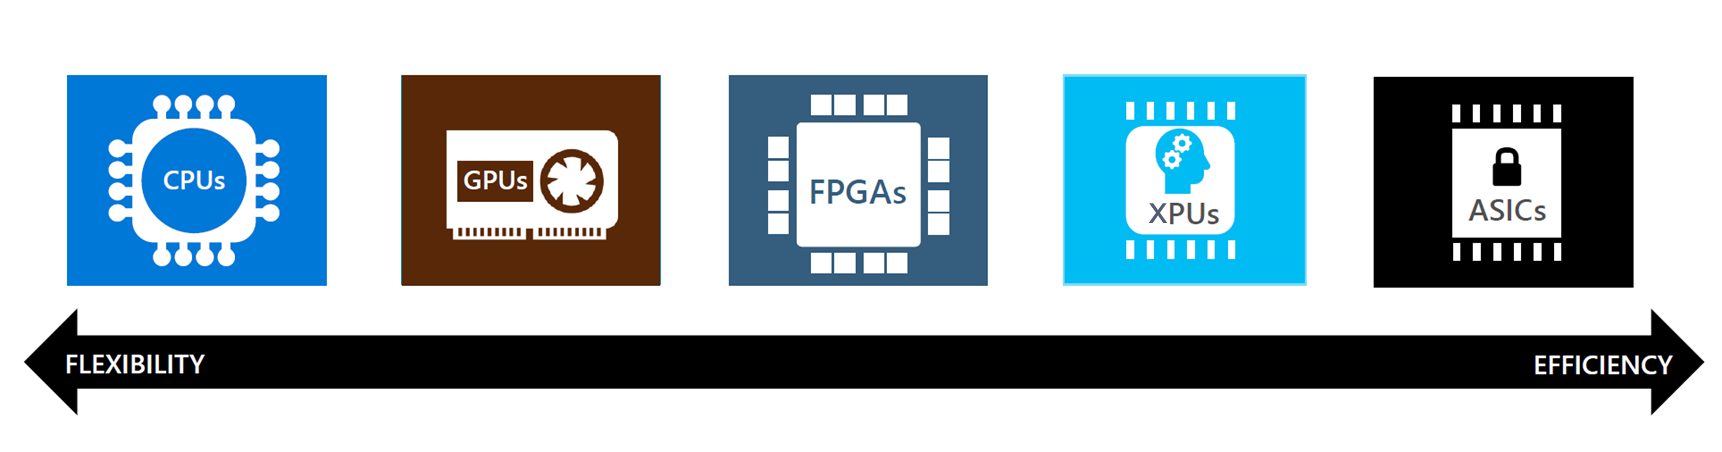 CPUs
GPUs
FPGAs
XPUs
ASICs
FLEXIBILITY
EFFICIENCY